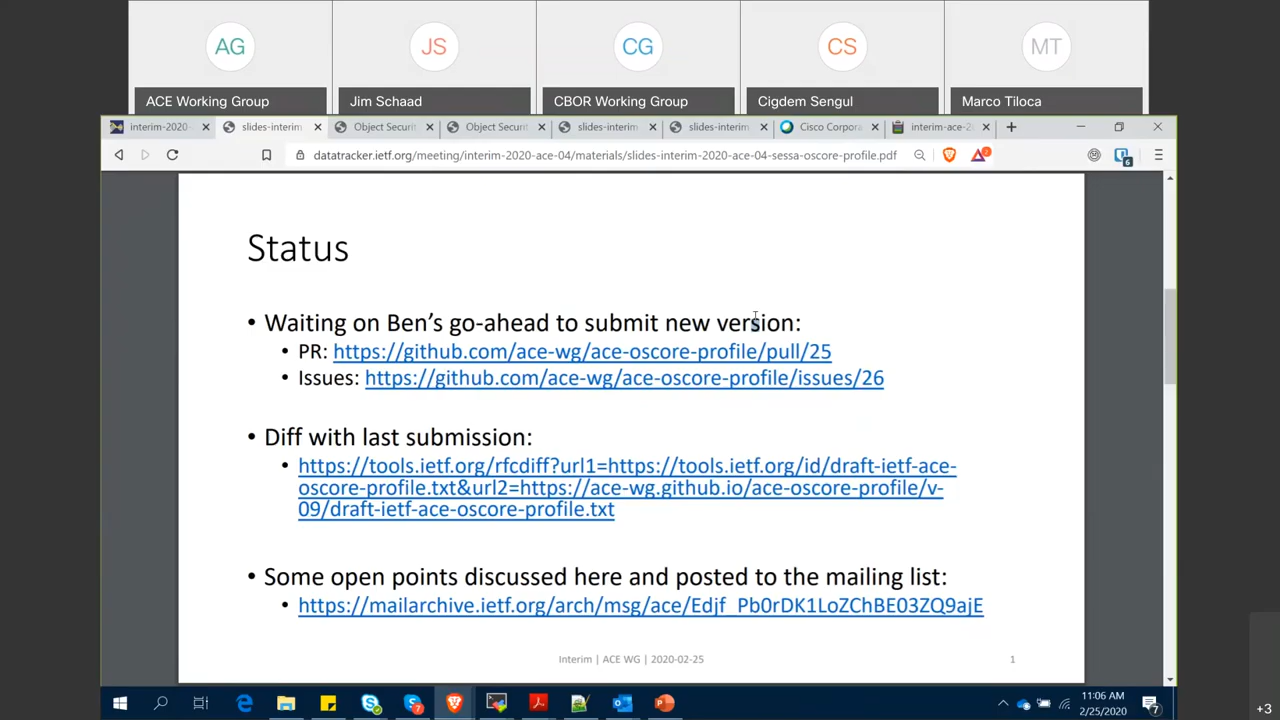 AG
JS
CG
CS
MT
ACE Working Group
Jim Schaad
CBOR Working Group
Cigdem Sengul
Marco Tiloca
interim-2020-
slides-interim
Object Securit
Object Securit
slides-interim
slides-interim
Cisco Corpora
interim-ace-2
datatracker.ietf.org/meeting/interim-2020-ace-04/materials/slides-interim-2020-ace-04-sessa-oscore-profile.pdf
6
Status
• Waiting on Ben's go-ahead to submit new version:
• PR: https://github.com/ace-wg/ace-oscore-profile/pull/25
• Issues: https://github.com/ace-wg/ace-oscore-profile/issues/26
• Diff with last submission:
• https://tools.ietf.org/rfcdiff?url1=https://tools.ietf.org/id/draft-ietf-ace-
oscore-profile.txt&url2=https://ace-wg.github.io/ace-oscore-profile/v-
09/draft-ietf-ace-oscore-profile.txt
• Some open points discussed here and posted to the mailing list:
• https://mailarchive.ietf.org/arch/msg/ace/Edjf_Pb0rDK1LoZChBE03ZQ9ajE
Interim | ACE WG | 2020-02-25
1
11:06 AM
2/25/2020
7
+3